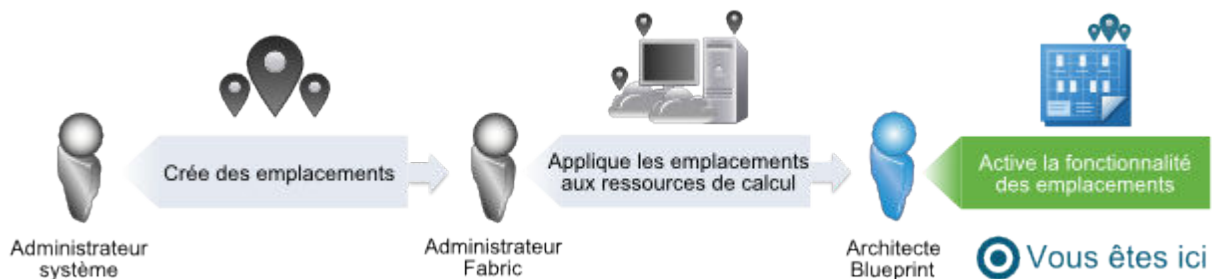 Crée des emplacements
Applique les emplacements
aux ressources de calcul
Active la fonctionnalité
des emplacements
Administrateur
système
Administrateur
Fabric
Architecte
Blueprint
Vous êtes ici